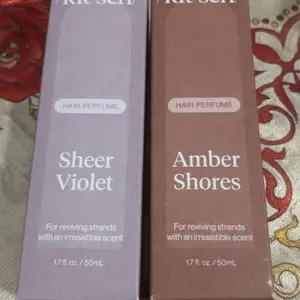 HAIR PERFUME
Sheer
Violet
For reviving strands
with an irresistible scent
1.7 fl. oz. / 50mL
HAIR PERFUME
Amber
Shores
For reviving strands
with an irresistible scent
1.7 fl. oz. / 50mL